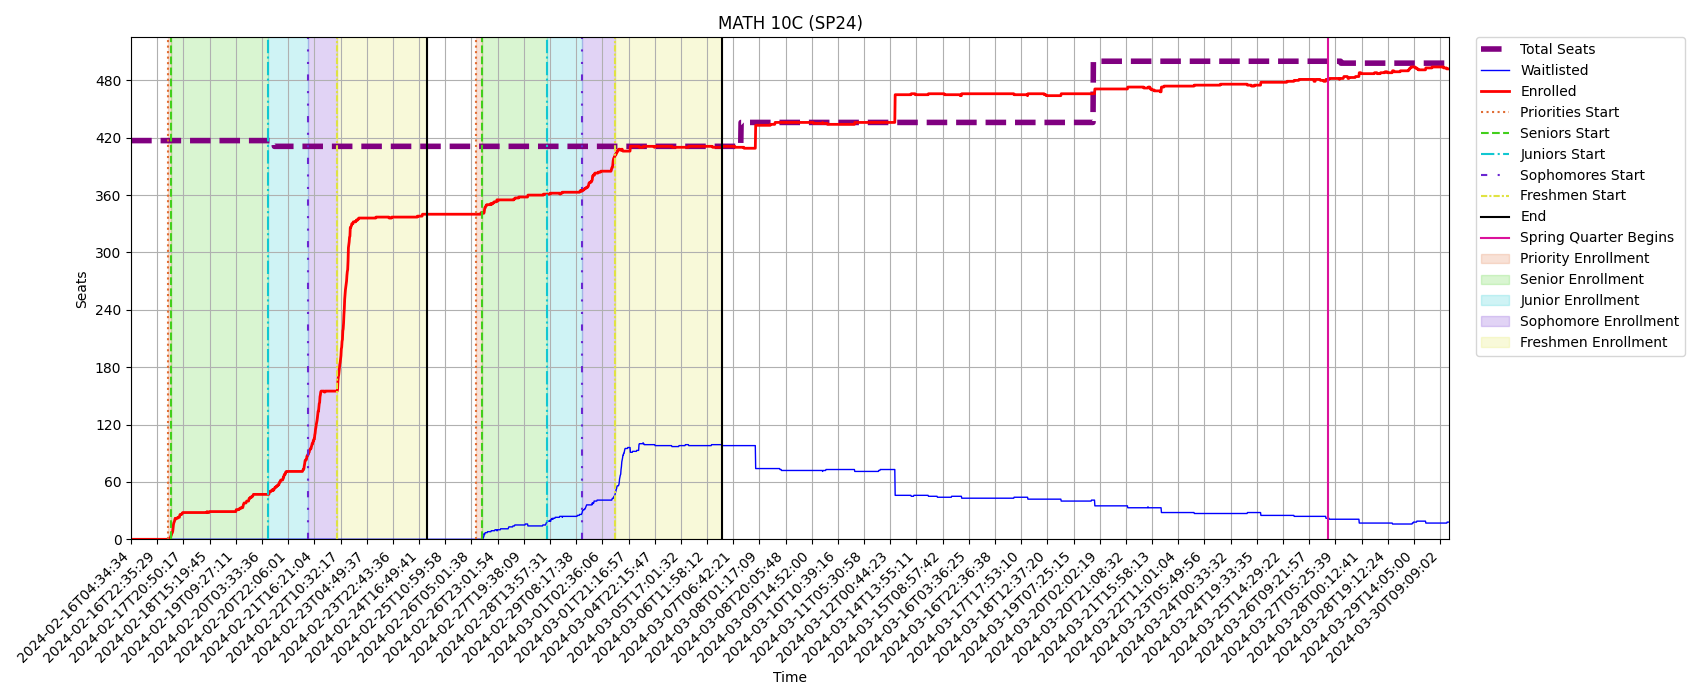 MATH 10C (SP24)
Seats
480
420
360
300
240
180
120
60
0
2024-02-16T04:34:34
2024-02-16T22:35:29
2024-02-17T20:50:17
2024-02-18T15:19:45
2024-02-19T09:27:11
2024-02-20T03:33:36
2024-02-20T22:06:01
2024-02-21T16:21:04
2024-02-22T10:32:17
2024-02-23T04:49:37
2024-02-23T22:43:36
2024-02-24T16:49:41
2024-02-25T10:59:58
2024-02-26T05:01:38
2024-02-26T23:01:54
2024-02-27T19:38:09
2024-02-28T13:57:31
2024-02-29T08:17:38
2024-03-01T02:36:06
2024-03-01T21:16:57
2024-03-04T22:15:47
2024-03-05T17:01:32
2024-03-06T11:58:12
2024-03-07T06:42:21
2024-03-08T01:17:09
2024-03-08T20:05:48
2024-03-09T14:52:00
2024-03-10T10:39:16
2024-03-11T05:30:58
2024-03-12T00:44:23
2024-03-14T13:55:11
2024-03-15T08:57:42
2024-03-16T03:36:25
2024-03-16T22:36:38
2024-03-17T17:53:10
2024-03-18T12:37:20
2024-03-19T07:25:15
2024-03-20T02:02:19
2024-03-20T21:08:32
2024-03-21T15:58:13
2024-03-22T11:01:04
2024-03-23T05:49:56
2024-03-24T00:33:32
2024-03-24T19:33:35
2024-03-25T14:29:22
2024-03-26T09:21:57
2024-03-27T05:25:39
2024-03-28T00:12:41
2024-03-28T19:12:24
2024-03-29T14:05:00
2024-03-30T09:09:02
Time
Total Seats
Waitlisted
Enrolled
Priorities Start
Seniors Start
Juniors Start
Sophomores Start
Freshmen Start
End
Spring Quarter Begins
Priority Enrollment
Senior Enrollment
Junior Enrollment
Sophomore Enrollment
Freshmen Enrollment